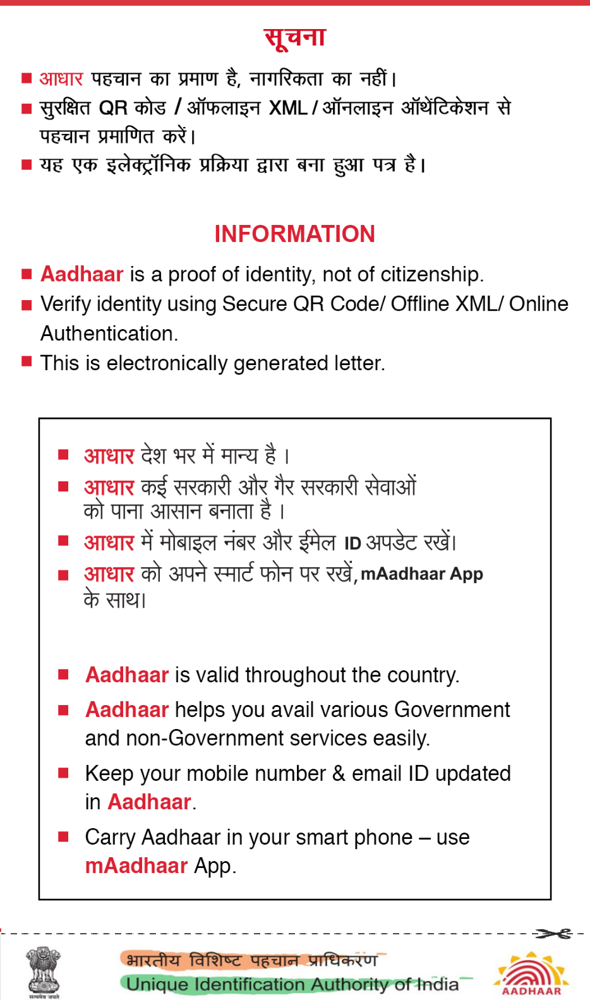 सूचना
आधार पहचान का प्रमाण है, नागरिकता का नहीं।
सुरक्षित QR कोड / ऑफलाइन XML / ऑनलाइन ऑथेंटिकेशन से
पहचान प्रमाणित करें।
यह एक इलेक्ट्रॉनिक प्रक्रिया द्वारा बना हुआ पत्र है।
INFORMATION
Aadhaar is a proof of identity, not of citizenship.
Verify identity using Secure QR Code/ Offline XML/ Online
Authentication.
This is electronically generated letter.
आधार देश भर में मान्य है ।
आधार कई सरकारी और गैर सरकारी सेवाओं
को पाना आसान बनाता है ।
आधार में मोबाइल नंबर और ईमेल ID अपडेट रखें।
आधार को अपने स्मार्ट फोन पर रखें, mAadhaar App
के साथ।
Aadhaar is valid throughout the country.
Aadhaar helps you avail various Government
and non-Government services easily.
Keep your mobile number & email ID updated
in Aadhaar.
Carry Aadhaar in your smart phone – use
mAadhaar App.
भारतीय विशिष्ट पहचान प्राधिकरण
Unique Identification Authority of India
सत्यमेव जयते
AADHAAR